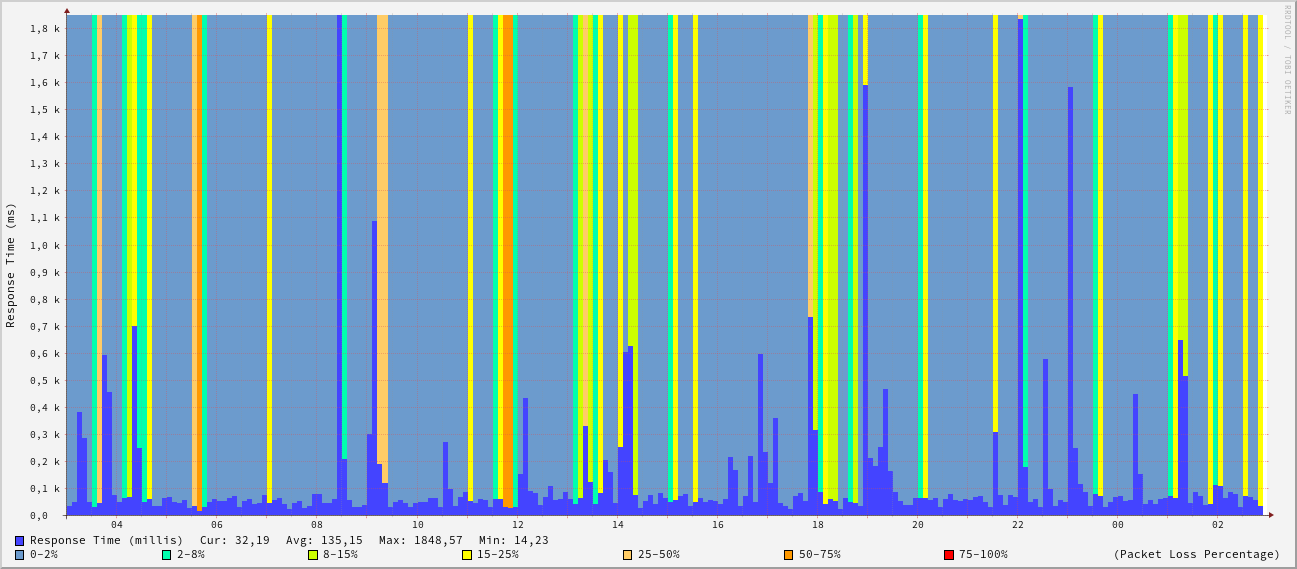 RRDTOOL / TOBI OETIKER
Response Time (ms)
1,8 k
1,7 k
1,6 k
1,5 k
1,4 k
1,3 k
1,2 k
1,1 k
1,0 k
0,9 k
0,8 k
0,7 k
0,6 k
0,5 k
0,4 k
0,3 k
0,2 k
0,1 k
0,0
04 06 08 10 12 14 16 18 20 22 00 02
Response Time (millis) Cur: 32,19 Avg: 135,15 Max: 1848,57 Min: 14,23
0-2% 2-8% 8-15% 15-25% 25-50% 50-75% 75-100% (Packet Loss Percentage)